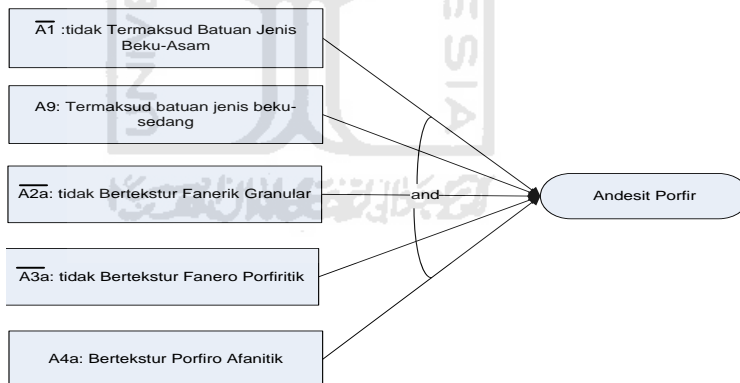 A1 :tidak Termaksud Batuan Jenis
Beku-Asam
A9: Termaksud batuan jenis beku-
sedang
A2a: tidak Bertekstur Fanerik Granular
and
Andesit Porfir
A3a: tidak Bertekstur Fanero Porfiritik
A4a: Bertekstur Porfiro Afanitik